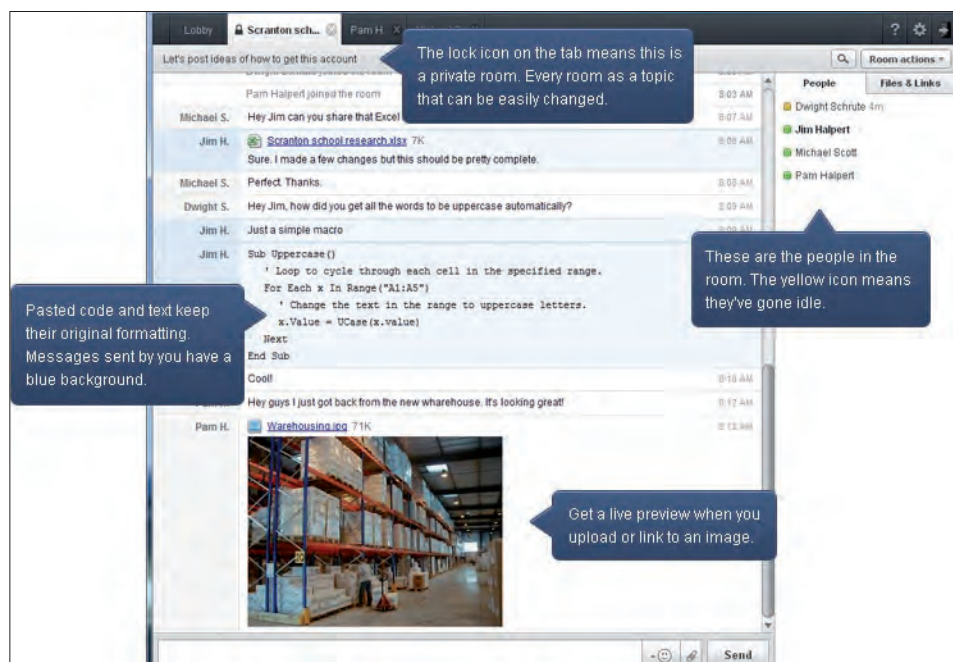 Lobby
Scranton sch...
Pam H.
Let's post ideas of how to get this account
Room actions
The lock icon on the tab means this is
a private room. Every room as a topic
that can be easily changed.
People
Files & Links
Pam Halpert joined the room
8:03 AM
Dwight Schrute 4m
Jim Halpert
Michael Scott
Pam Halpert
Michael S.
Hey Jim can you share that Excel
8:07 AM
Jim H.
Scranton school research.xlsx 7K
8:08 AM
Sure. I made a few changes but this should be pretty complete.
Michael S.
Perfect. Thanks.
8:08 AM
Dwight S.
Hey Jim, how did you get all the words to be uppercase automatically?
8:09 AM
Jim H.
Just a simple macro
Jim H.
Sub Uppercase()
' Loop to cycle through each cell in the specified range.
For Each x In Range("A1:A5")
' Change the text in the range to uppercase letters.
x.Value = UCase(x.value)
Next
End Sub
These are the people in the
room. The yellow icon means
they've gone idle.
Pasted code and text keep
their original formatting.
Messages sent by you have a
blue background.
Cool!
8:10 AM
Hey guys I just got back from the new wharehouse. It's looking great!
8:12 AM
Pam H.
Warehousing.jpg 71K
8:12 AM
Get a live preview when you
upload or link to an image.
Send